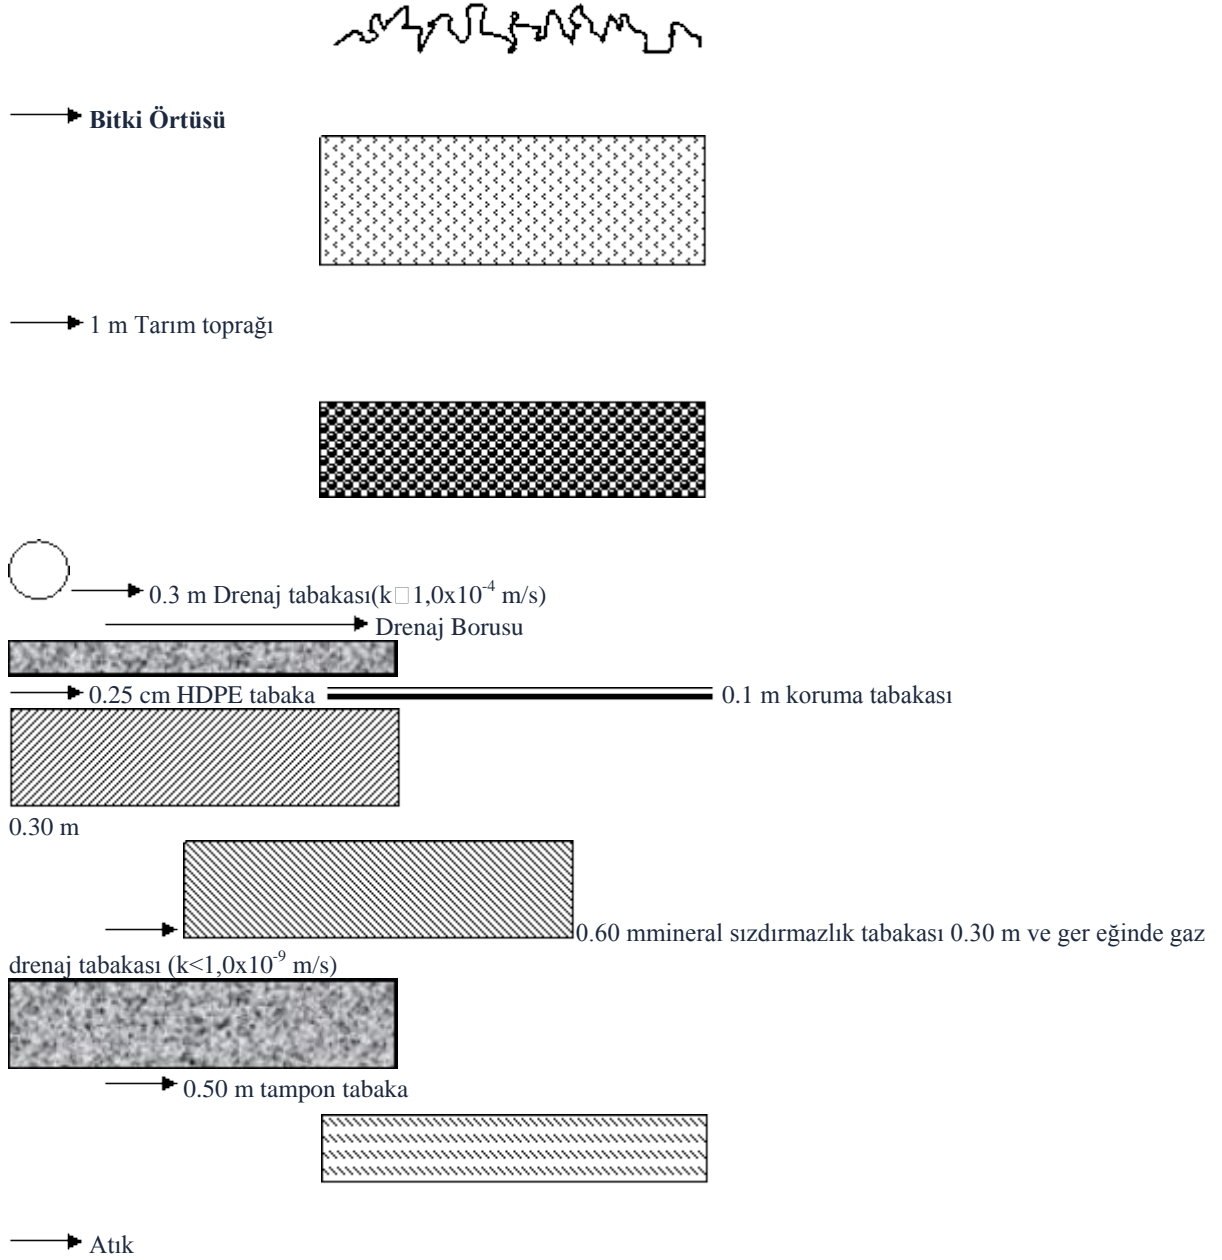 Bitki Örtüsü
1 m Tarım toprağı
0.3 m Drenaj tabakası(k□1,0x10⁻⁴ m/s)
Drenaj Borusu
0.25 cm HDPE tabaka 0.1 m koruma tabakası
0.30 m
0.60 mmineral sızdırmazlık tabakası 0.30 m ve ger eğinde gaz
drenaj tabakası (k<1,0x10⁻⁹ m/s)
0.50 m tampon tabaka
Atık